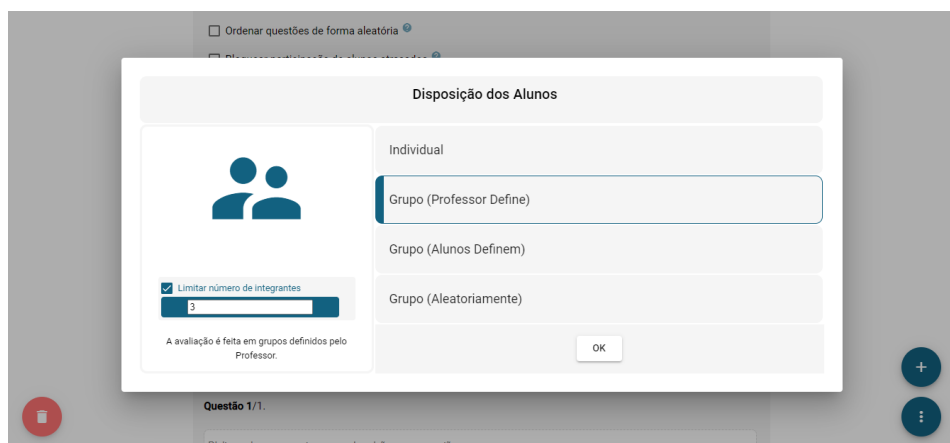 Ordenar questões de forma aleatória
Disposição dos Alunos
Individual
Grupo (Professor Define)
Grupo (Alunos Definem)
Grupo (Aleatoriamente)
Limitar número de integrantes
3
A avaliação é feita em grupos definidos pelo
Professor.
OK
Questão 1/1.